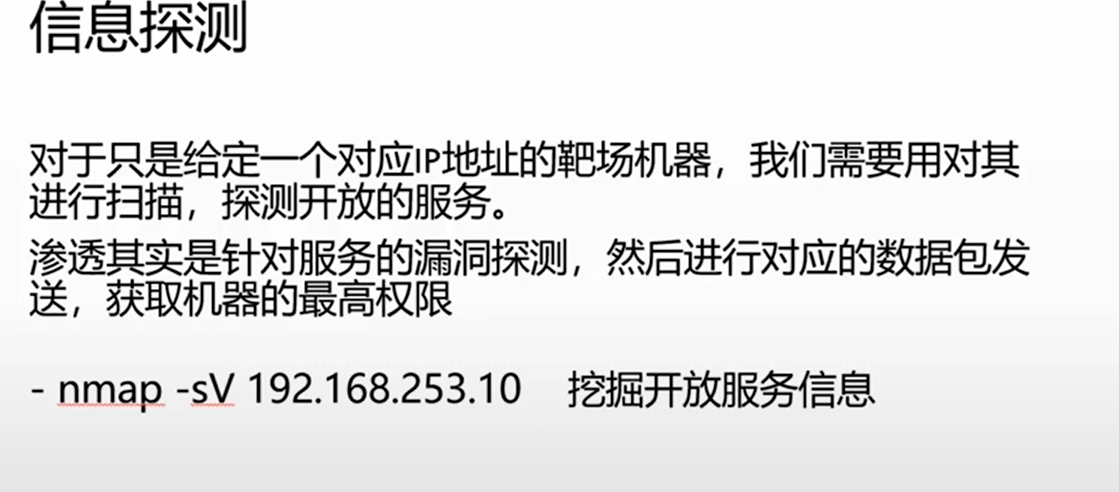 信息探测
对于只是给定一个对应IP地址的靶场机器，我们需要用对其
进行扫描，探测开放的服务。
渗透其实是针对服务的漏洞探测，然后进行对应的数据包发
送，获取机器的最高权限
- nmap -sV 192.168.253.10 挖掘开放服务信息